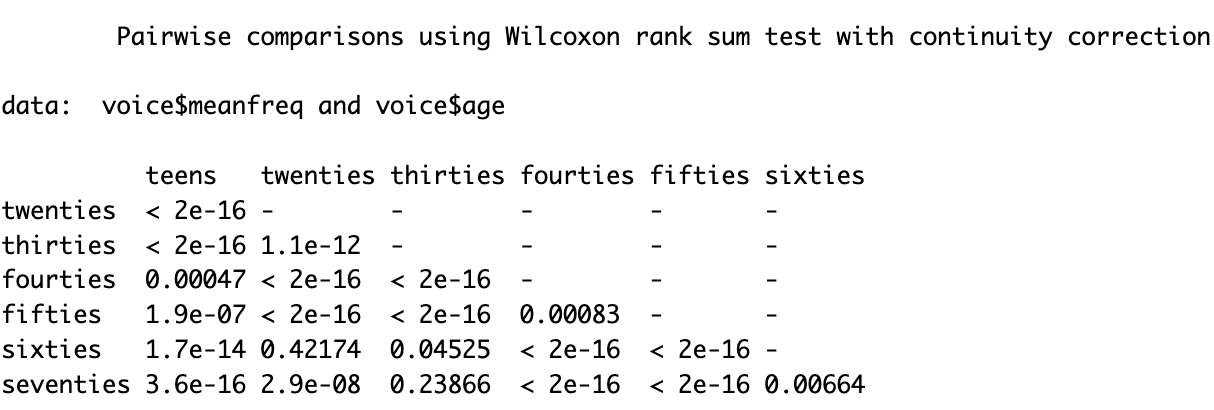 Pairwise comparisons using Wilcoxon rank sum test with continuity correction
data:  voice$meanfreq and voice$age
teens twenties thirties fourties fifties sixties
twenties < 2e-16 - - - - -
thirties < 2e-16 1.1e-12 - - - -
fourties 0.00047 < 2e-16 < 2e-16 - - -
fifties 1.9e-07 < 2e-16 < 2e-16 0.00083 - -
sixties 1.7e-14 0.42174 0.04525 < 2e-16 < 2e-16 -
seventies 3.6e-16 2.9e-08 0.23866 < 2e-16 < 2e-16 0.00664